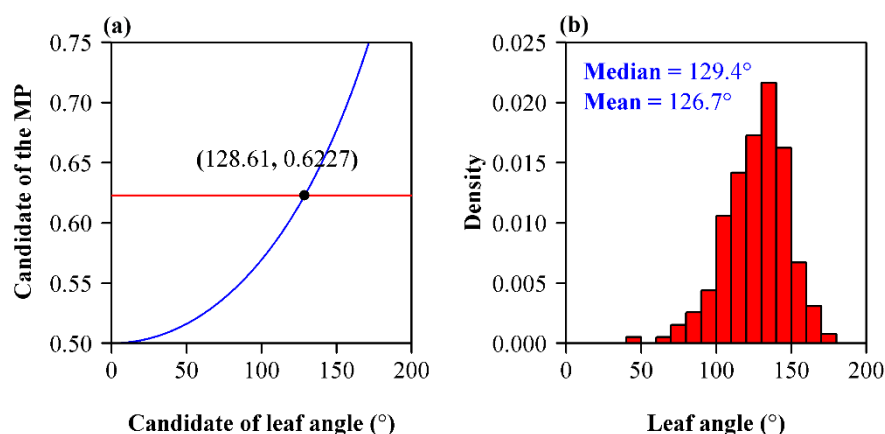 (a)
Candidate of the MP
0.75
0.70
0.65
0.60
0.55
0.50
(128.61, 0.6227)
0
50
100
150
200
Candidate of leaf angle (°)
(b)
Density
0.025
0.020
0.015
0.010
0.005
0.000
Median = 129.4°
Mean = 126.7°
0
50
100
150
200
Leaf angle (°)